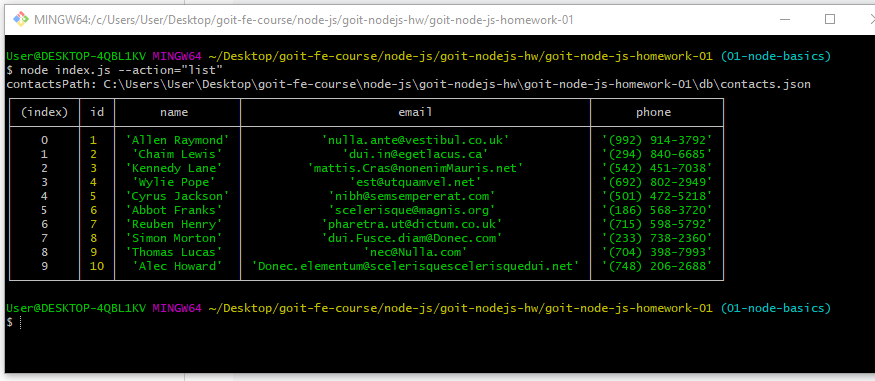 MINGW64:/c/Users/User/Desktop/goit-fe-course/node-js/goit-nodejs-hw/goit-node-js-homework-01
User@DESKTOP-4QBL1KV MINGW64 ~/Desktop/goit-fe-course/node-js/goit-nodejs-hw/goit-node-js-homework-01 (01-node-basics)
$ node index.js --action="list"
contactsPath: C:\Users\User\Desktop\goit-fe-course\node-js\goit-nodejs-hw\goit-node-js-homework-01\db\contacts.json
(index) id name email phone
0 1 'Allen Raymond' 'nulla.ante@vestibul.co.uk' '(992) 914-3792'
1 2 'Chaim Lewis' 'dui.in@egetlacus.ca' '(294) 840-6685'
2 3 'Kennedy Lane' 'mattis.Cras@nonenimMauris.net' '(542) 451-7038'
3 4 'Wylie Pope' 'est@utquamvel.net' '(692) 802-2949'
4 5 'Cyrus Jackson' 'nibh@semsempererat.com' '(501) 472-5218'
5 6 'Abbot Franks' 'scelerisque@magnis.org' '(186) 568-3720'
6 7 'Reuben Henry' 'pharetra.ut@dictum.co.uk' '(715) 598-5792'
7 8 'Simon Morton' 'dui.Fusce.diam@Donec.com' '(233) 738-2360'
8 9 'Thomas Lucas' 'nec@Nulla.com' '(704) 398-7993'
9 10 'Alec Howard' 'Donec.elementum@scelerisquescelerisquedui.net' '(748) 206-2688'
User@DESKTOP-4QBL1KV MINGW64 ~/Desktop/goit-fe-course/node-js/goit-nodejs-hw/goit-node-js-homework-01 (01-node-basics)
$